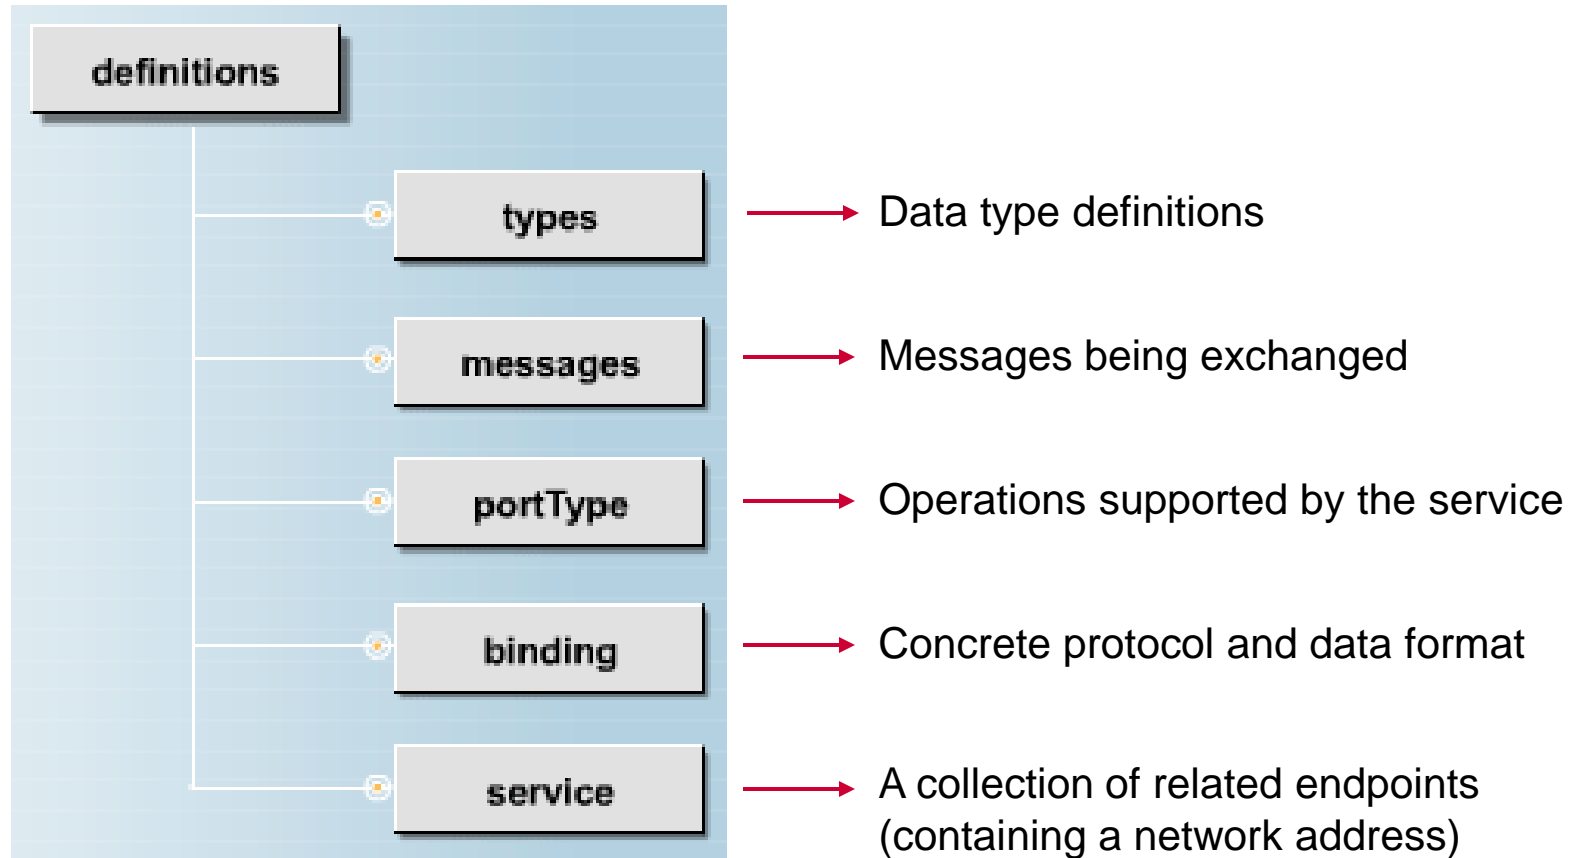 definitions
types
Data type definitions
messages
Messages being exchanged
portType
Operations supported by the service
binding
Concrete protocol and data format
service
A collection of related endpoints
(containing a network address)